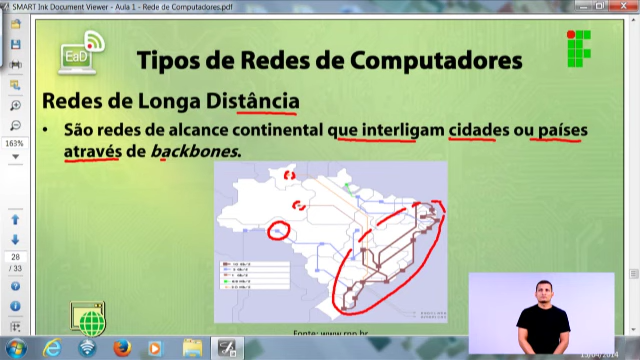 SMART Ink Document Viewer - Aula 1 - Rede de Computadores.pdf
EaD
Tipos de Redes de Computadores
Redes de Longa Distância
• São redes de alcance continental que interligam cidades ou países
através de backbones.
163%
28
/ 33
Fonte: www.rnp.br